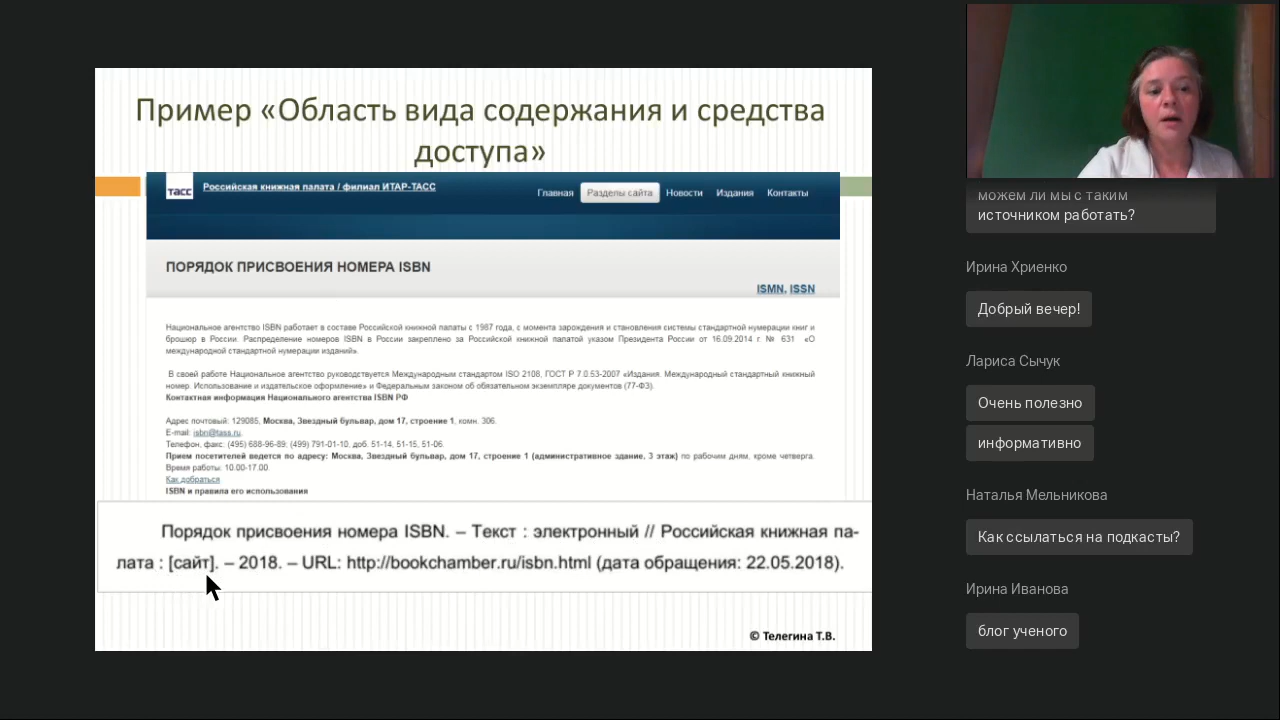 Пример «Область вида содержания и средства
доступа»
ТАСС
Российская книжная палата / филиал ИТАР-ТАСС
Главная
Разделы сайта
Новости
Издания
Контакты
ПОРЯДОК ПРИСВОЕНИЯ НОМЕРА ISBN
ISMN, ISSN
Национальное агентство ISBN работает в составе Российской книжной палаты с 1987 года, с момента зарождения и становления системы стандартной нумерации книг и
брошюр в России. Распределение номеров ISBN в России закреплено за Российской книжной палатой указом Президента России от 16.09.2014 г. № 631 «О
международной стандартной нумерации изданий».
В своей работе Национальное агентство руководствуется Международным стандартом ISO 2108, ГОСТ Р 7.0.53-2007 «Издания. Международный стандартный книжный
номер. Использование и издательское оформление» и Федеральным законом об обязательном экземпляре документов (77-ФЗ).
Контактная информация Национального агентства ISBN РФ
Адрес почтовый: 129085, Москва, Звездный бульвар, дом 17, строение 1, комн. 306.
E-mail: isbn@tass.ru.
Телефон, факс: (495) 688-96-89; (499) 791-01-10, доб. 51-14, 51-15, 51-06.
Прием посетителей ведется по адресу: Москва, Звездный бульвар, дом 17, строение 1 (административное здание, 3 этаж) по рабочим дням, кроме четверга.
Время работы: 10.00-17.00.
Как добраться
ISBN и правила его использования
Порядок присвоения номера ISBN. – Текст : электронный // Российская книжная па-
лата : [сайт]. – 2018. – URL: http://bookchamber.ru/isbn.html (дата обращения: 22.05.2018).
© Телегина Т.В.
можем ли мы с таким
источником работать?
Ирина Хриенко
Добрый вечер!
Лариса Сычук
Очень полезно
информативно
Наталья Мельникова
Как ссылаться на подкасты?
Ирина Иванова
блог ученого